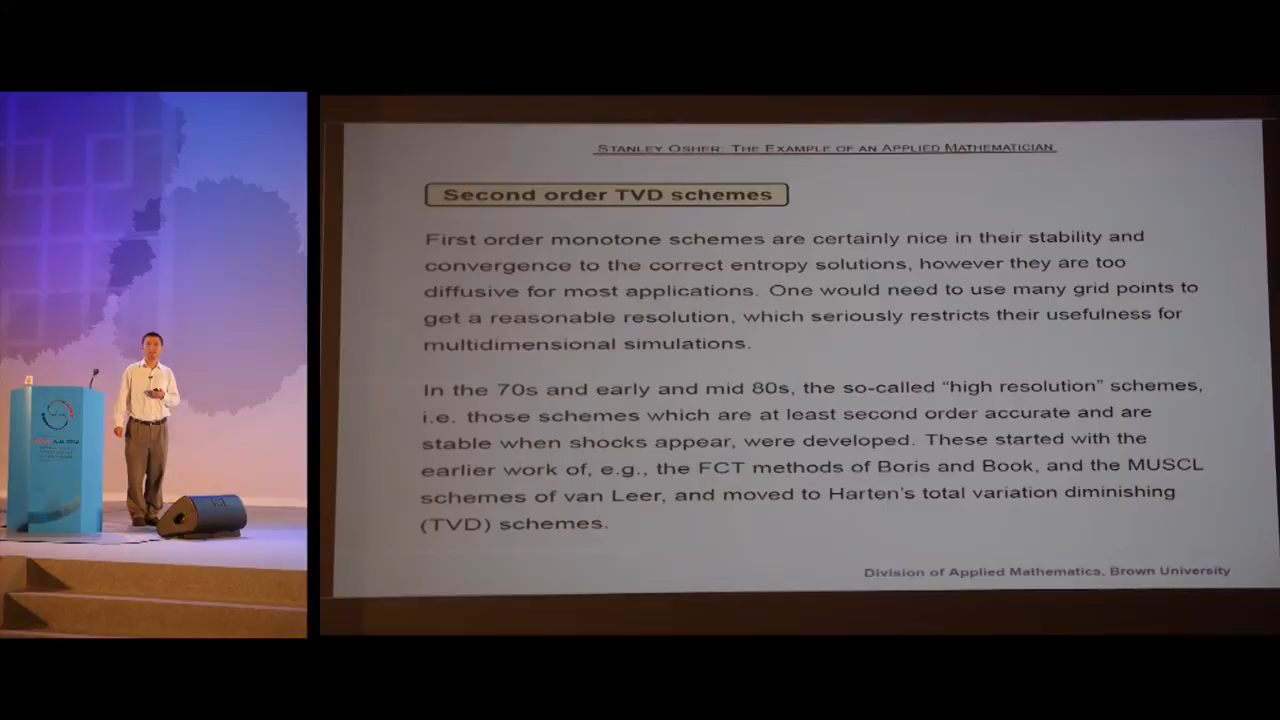 STANLEY OSHER: THE EXAMPLE OF AN APPLIED MATHEMATICIAN
Second order TVD schemes
First order monotone schemes are certainly nice in their stability and
convergence to the correct entropy solutions, however they are too
diffusive for most applications. One would need to use many grid points to
get a reasonable resolution, which seriously restricts their usefulness for
multidimensional simulations.
In the 70s and early and mid 80s, the so-called “high resolution” schemes,
i.e. those schemes which are at least second order accurate and are
stable when shocks appear, were developed. These started with the
earlier work of, e.g., the FCT methods of Boris and Book, and the MUSCL
schemes of van Leer, and moved to Harten's total variation diminishing
(TVD) schemes.
Division of Applied Mathematics, Brown University